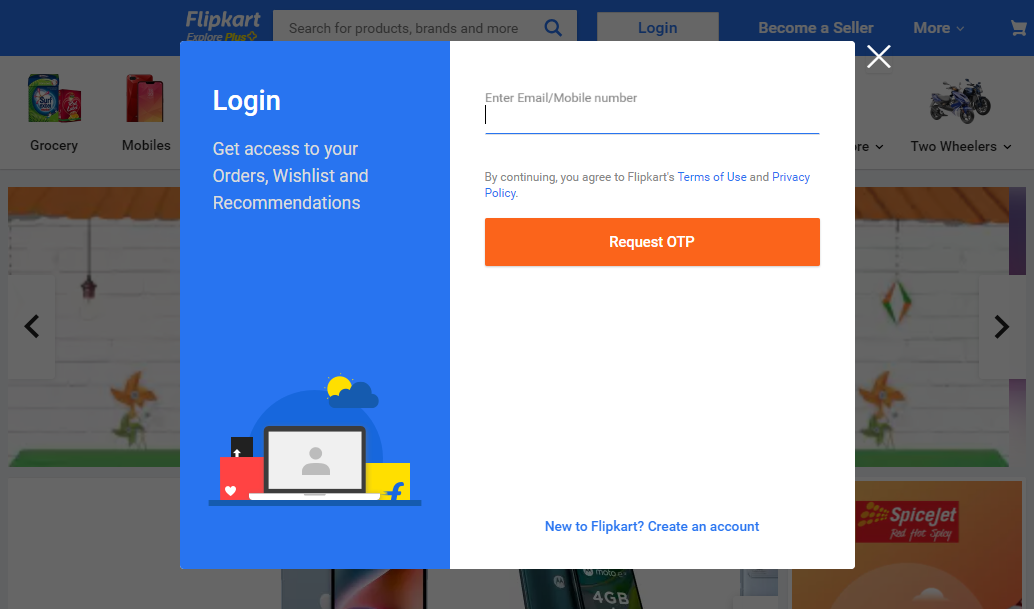 Flipkart
Explore Plus
Search for products, brands and more
Login
Become a Seller
More
Grocery
Mobiles
Two Wheelers
Login
Get access to your
Orders, Wishlist and
Recommendations
Enter Email/Mobile number
By continuing, you agree to Flipkart's Terms of Use and Privacy
Policy.
Request OTP
New to Flipkart? Create an account
SpiceJet
Red Hot Spicy
moto
4GB